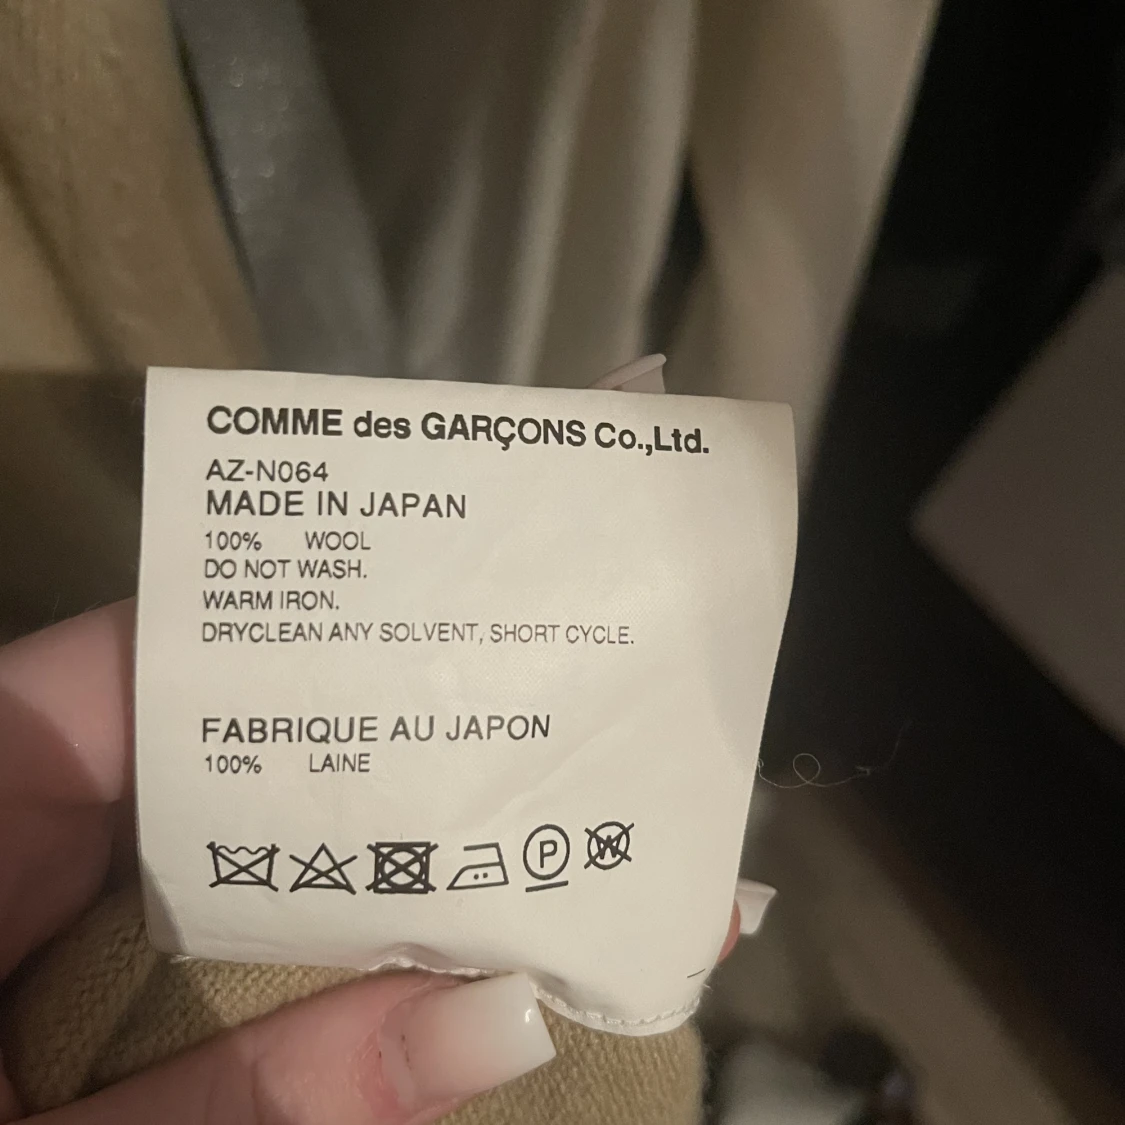 COMME des GARÇONS Co.,Ltd.
AZ-N064
MADE IN JAPAN
100% WOOL
DO NOT WASH.
WARM IRON.
DRYCLEAN ANY SOLVENT, SHORT CYCLE.
FABRIQUE AU JAPON
100% LAINE
P W